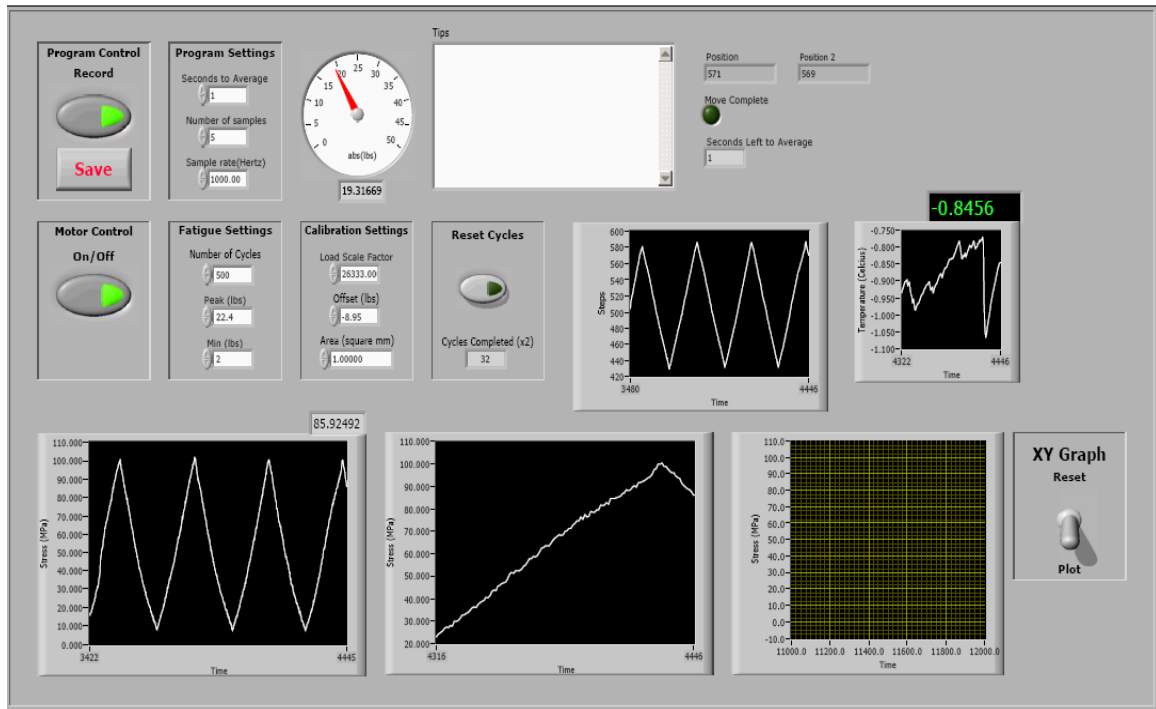 Program Control
Record
Save
Program Settings
Seconds to Average
1
Number of samples
5
Sample rate(Hertz)
1000.00
0
5
10
15
20
25
30
35
40
45
50
abs(lbs)
19.31669
Tips
Position
571
Position 2
569
Move Complete
Seconds Left to Average
1
Motor Control
On/Off
Fatigue Settings
Number of Cycles
500
Peak (lbs)
22.4
Min (lbs)
2
Calibration Settings
Load Scale Factor
26333.00
Offset (lbs)
-8.95
Area (square mm)
1.00000
Reset Cycles
Cycles Completed (x2)
32
600
580
560
540
520
500
480
460
440
420
Steps
3480
4446
Time
-0.8456
-0.750
-0.800
-0.850
-0.900
-0.950
-1.000
-1.050
-1.100
Temperature (Celcius)
4322
4446
Time
85.92492
110.000
100.000
90.000
80.000
70.000
60.000
50.000
40.000
30.000
20.000
10.000
0.000
Stress (MPa)
3422
4445
Time
110.000
100.000
90.000
80.000
70.000
60.000
50.000
40.000
30.000
20.000
Stress (MPa)
4316
4446
Time
110.0
100.0
90.0
80.0
70.0
60.0
50.0
40.0
30.0
20.0
10.0
0.0
-10.0
Stress (MPa)
11000.0 11200.0 11400.0 11600.0 11800.0 12000.0
Time
XY Graph
Reset
Plot